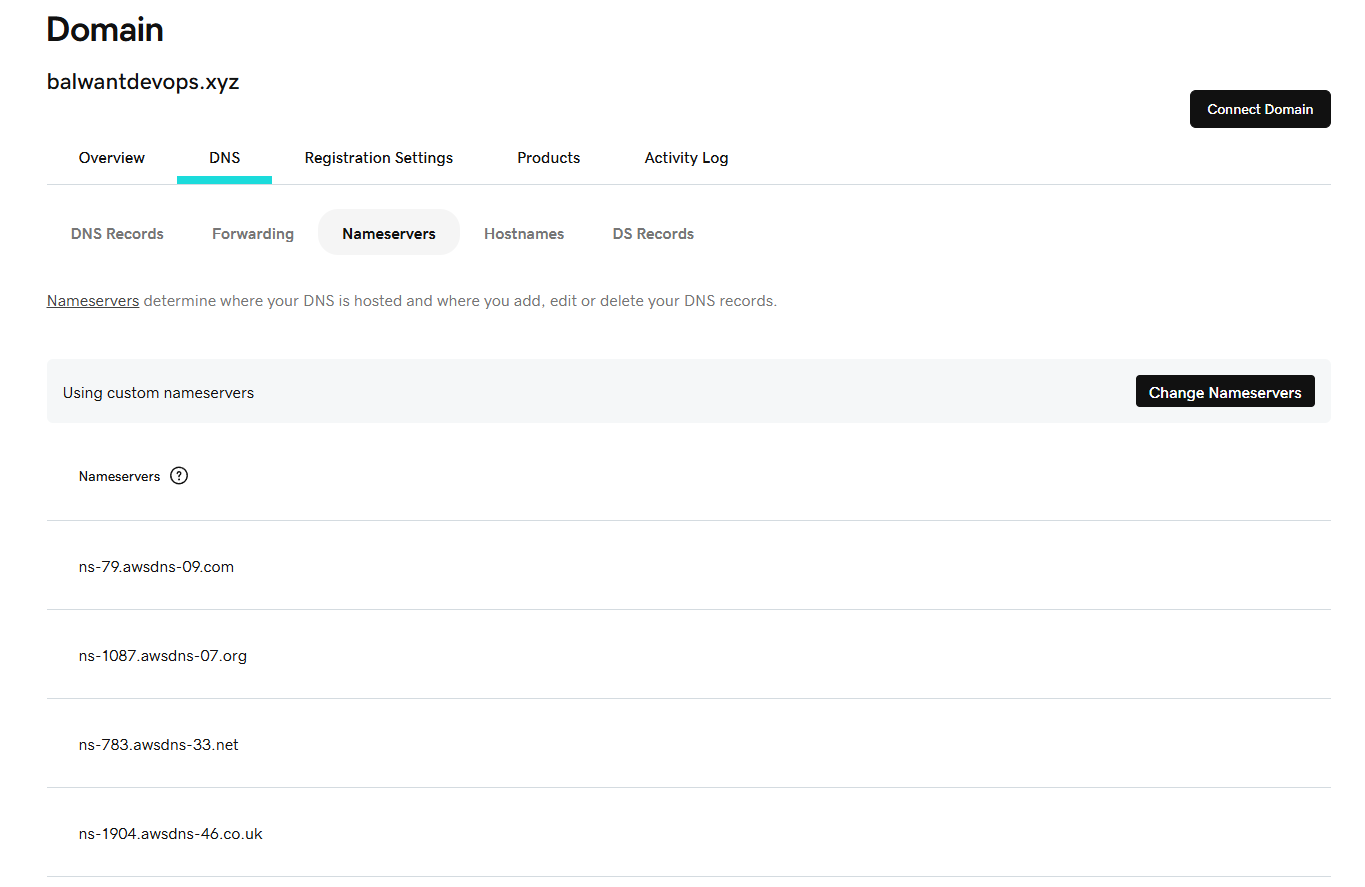 Domain
balwantdevops.xyz
Connect Domain
Overview DNS Registration Settings Products Activity Log
DNS Records Forwarding Nameservers Hostnames DS Records
Nameservers determine where your DNS is hosted and where you add, edit or delete your DNS records.
Using custom nameservers Change Nameservers
Nameservers ?
ns-79.awsdns-09.com
ns-1087.awsdns-07.org
ns-783.awsdns-33.net
ns-1904.awsdns-46.co.uk